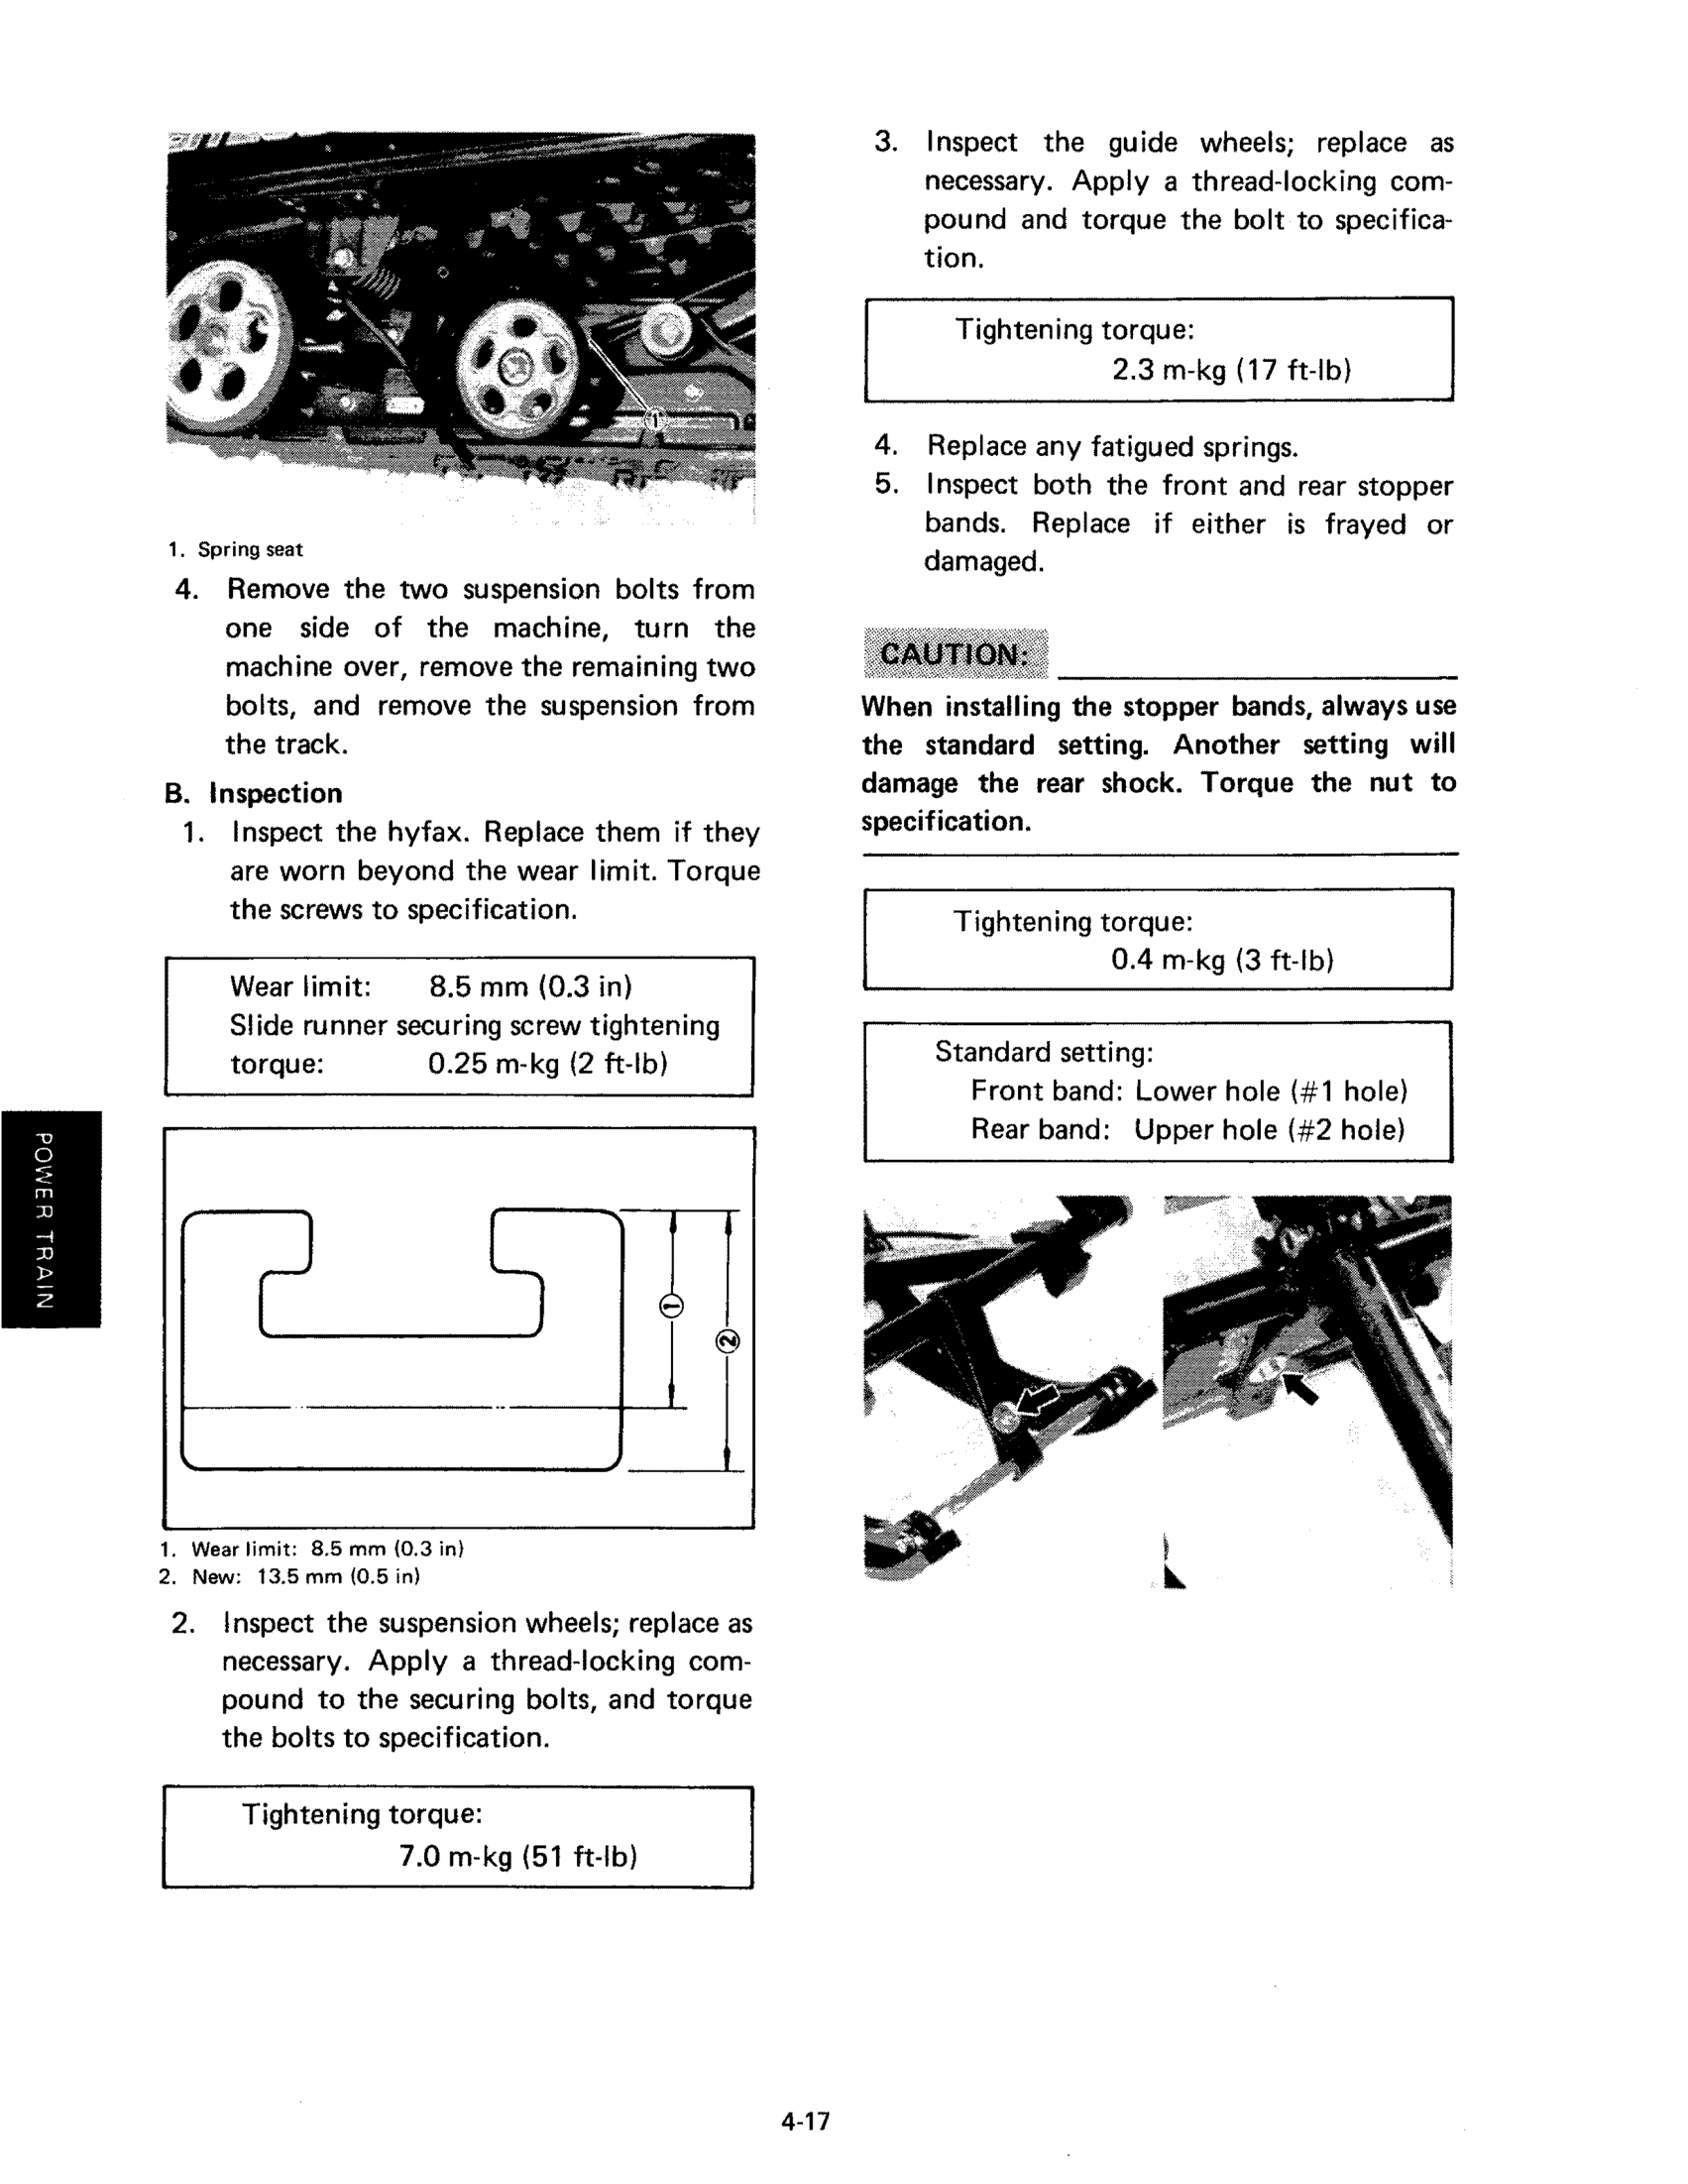 1
1. Spring seat
4. Remove the two suspension bolts from
one side of the machine, turn the
machine over, remove the remaining two
bolts, and remove the suspension from
the track.
B. Inspection
1. Inspect the hyfax. Replace them if they
are worn beyond the wear limit. Torque
the screws to specification.
Wear limit: 8.5 mm (0.3 in)
Slide runner securing screw tightening
torque: 0.25 m-kg (2 ft-lb)
POWER TRAIN
1
2
1. Wear limit: 8.5 mm (0.3 in)
2. New: 13.5 mm (0.5 in)
2. Inspect the suspension wheels; replace as
necessary. Apply a thread-locking com-
pound to the securing bolts, and torque
the bolts to specification.
Tightening torque:
7.0 m-kg (51 ft-lb)
3. Inspect the guide wheels; replace as
necessary. Apply a thread-locking com-
pound and torque the bolt to specifica-
tion.
Tightening torque:
2.3 m-kg (17 ft-lb)
4. Replace any fatigued springs.
5. Inspect both the front and rear stopper
bands. Replace if either is frayed or
damaged.
CAUTION:
When installing the stopper bands, always use
the standard setting. Another setting will
damage the rear shock. Torque the nut to
specification.
Tightening torque:
0.4 m-kg (3 ft-lb)
Standard setting:
Front band: Lower hole (#1 hole)
Rear band: Upper hole (#2 hole)
4-17